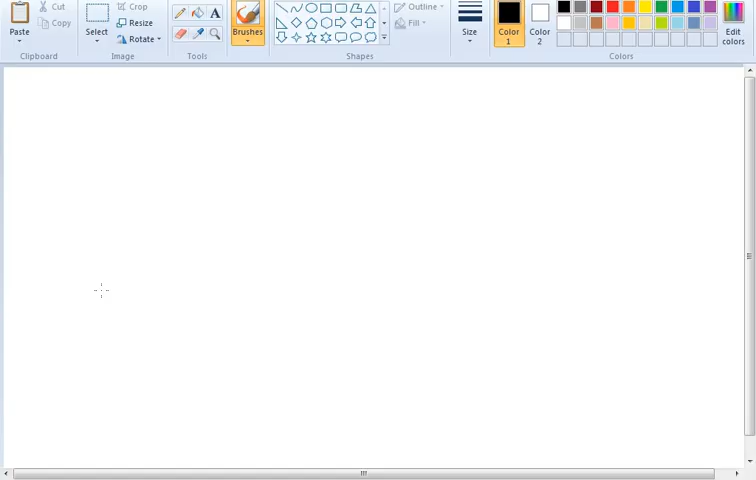 Cut Crop Outline
Paste Copy Select Resize Fill Size Color Color Edit
Rotate A Brushes 1 2 colors
Clipboard Image Tools Shapes Colors